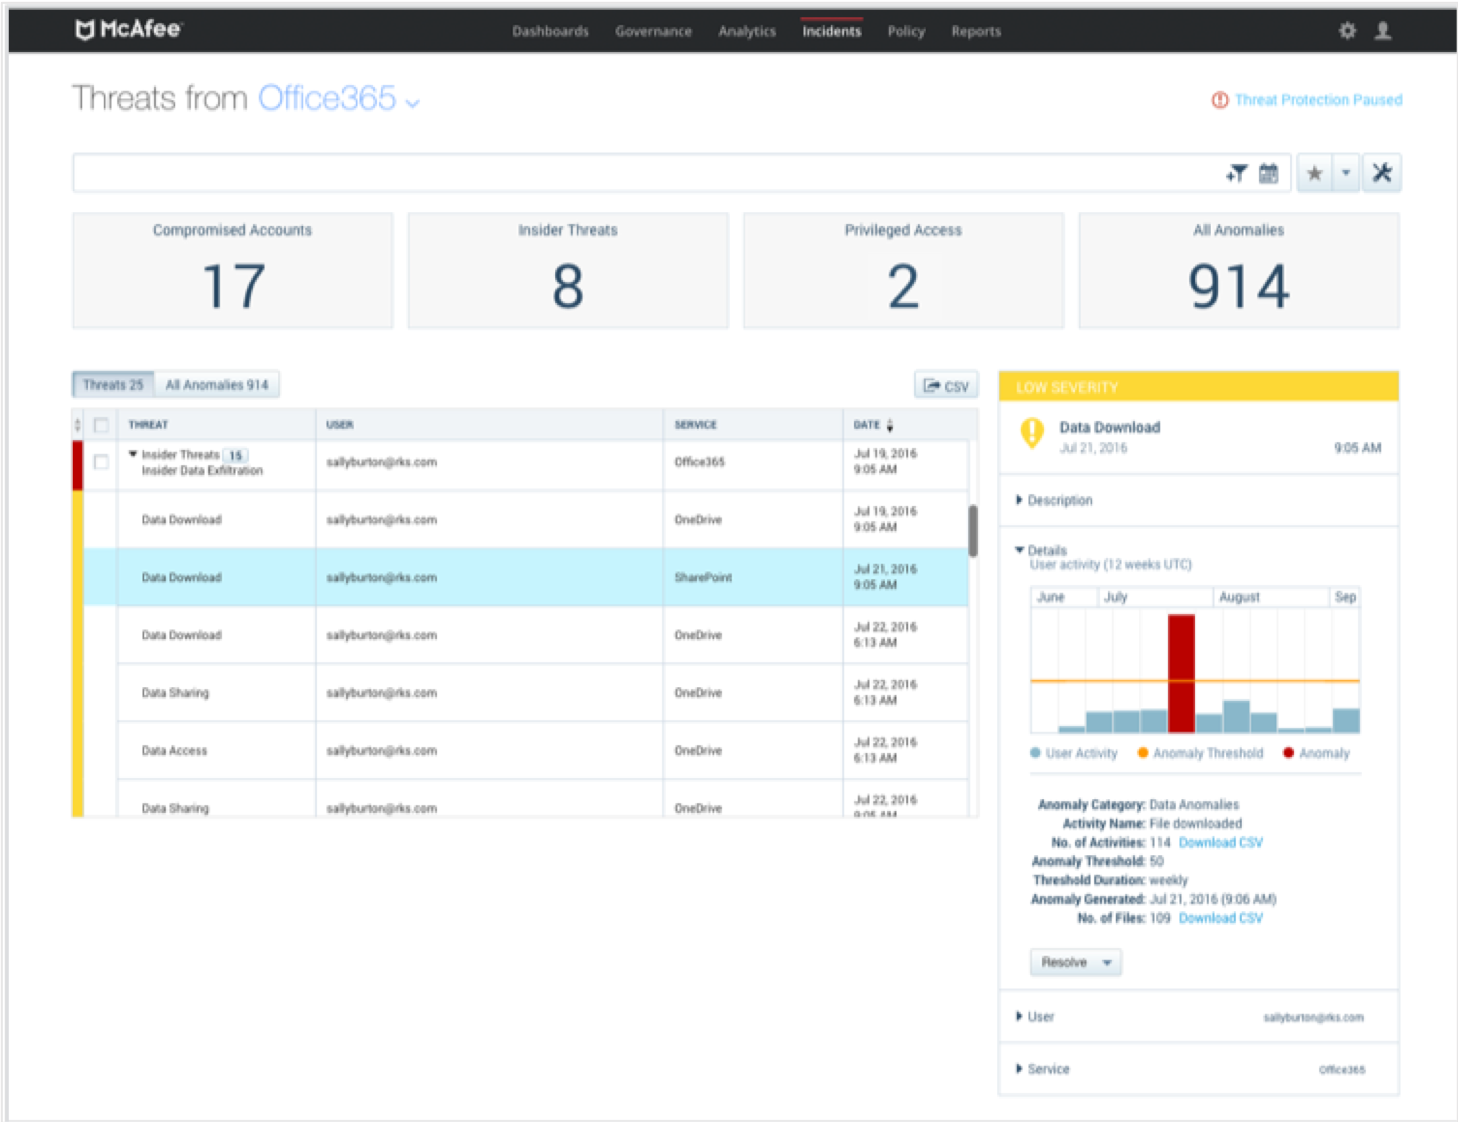 McAfee
Dashboards Governance Analytics Incidents Policy Reports
Threats from Office365
Threat Protection Paused
Compromised Accounts
17
Insider Threats
8
Privileged Access
2
All Anomalies
914
Threats 25 All Anomalies 914
CSV
THREAT USER SERVICE DATE
Insider Threats 15
Insider Data Exfiltration
sallyburton@rks.com
Office365
Jul 19, 2016
9:05 AM
Data Download
sallyburton@rks.com
OneDrive
Jul 19, 2016
9:05 AM
Data Download
sallyburton@rks.com
SharePoint
Jul 21, 2016
9:05 AM
Data Download
sallyburton@rks.com
OneDrive
Jul 22, 2016
6:13 AM
Data Sharing
sallyburton@rks.com
OneDrive
Jul 22, 2016
6:13 AM
Data Access
sallyburton@rks.com
OneDrive
Jul 22, 2016
6:13 AM
Data Sharing
sallyburton@rks.com
OneDrive
Jul 22, 2016
9:05 AM
LOW SEVERITY
Data Download
Jul 21, 2016 9:05 AM
Description
Details
User activity (12 weeks UTC)
June July August Sep
User Activity Anomaly Threshold Anomaly
Anomaly Category: Data Anomalies
Activity Name: File downloaded
No. of Activities: 114 Download CSV
Anomaly Threshold: 50
Threshold Duration: weekly
Anomaly Generated: Jul 21, 2016 (9:06 AM)
No. of Files: 109 Download CSV
Resolve
User sallyburton@rks.com
Service Office365